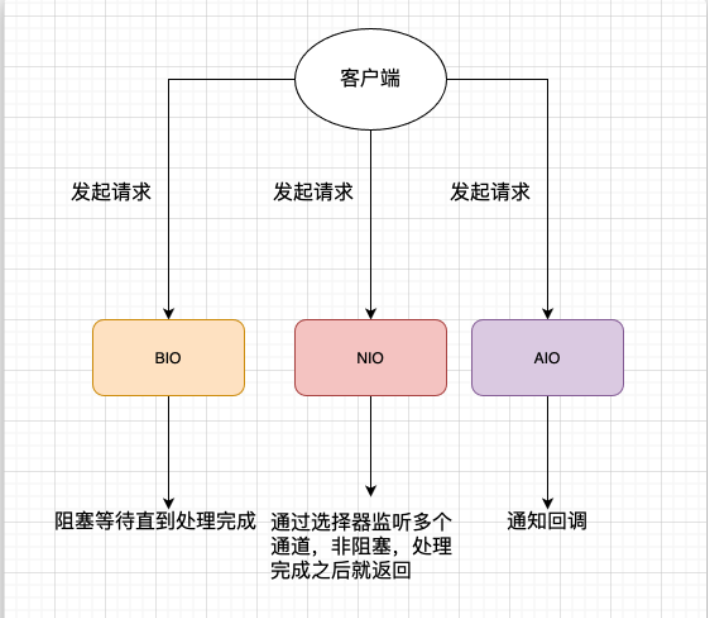 客户端
发起请求
发起请求
发起请求
BIO
NIO
AIO
阻塞等待直到处理完成
通过选择器监听多个
通道，非阻塞，处理
完成之后就返回
通知回调